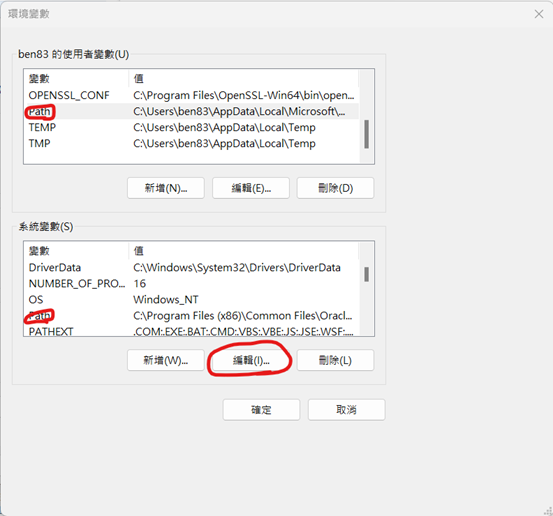 環境變數
ben83 的使用者變數(U)
變數 值
OPENSSL_CONF C:\Program Files\OpenSSL-Win64\bin\open...
Path C:\Users\ben83\AppData\Local\Microsoft\...
TEMP C:\Users\ben83\AppData\Local\Temp
TMP C:\Users\ben83\AppData\Local\Temp
新增(N)... 編輯(E)... 刪除(D)
系統變數(S)
變數 值
DriverData C:\Windows\System32\Drivers\DriverData
NUMBER_OF_PRO... 16
OS Windows_NT
Path C:\Program Files (x86)\Common Files\Oracl...
PATHEXT .COM;.EXE;.BAT;.CMD;.VBS;.VBE;.JS;.JSE;.WSF;...
新增(W)... 編輯(I)... 刪除(L)
確定 取消